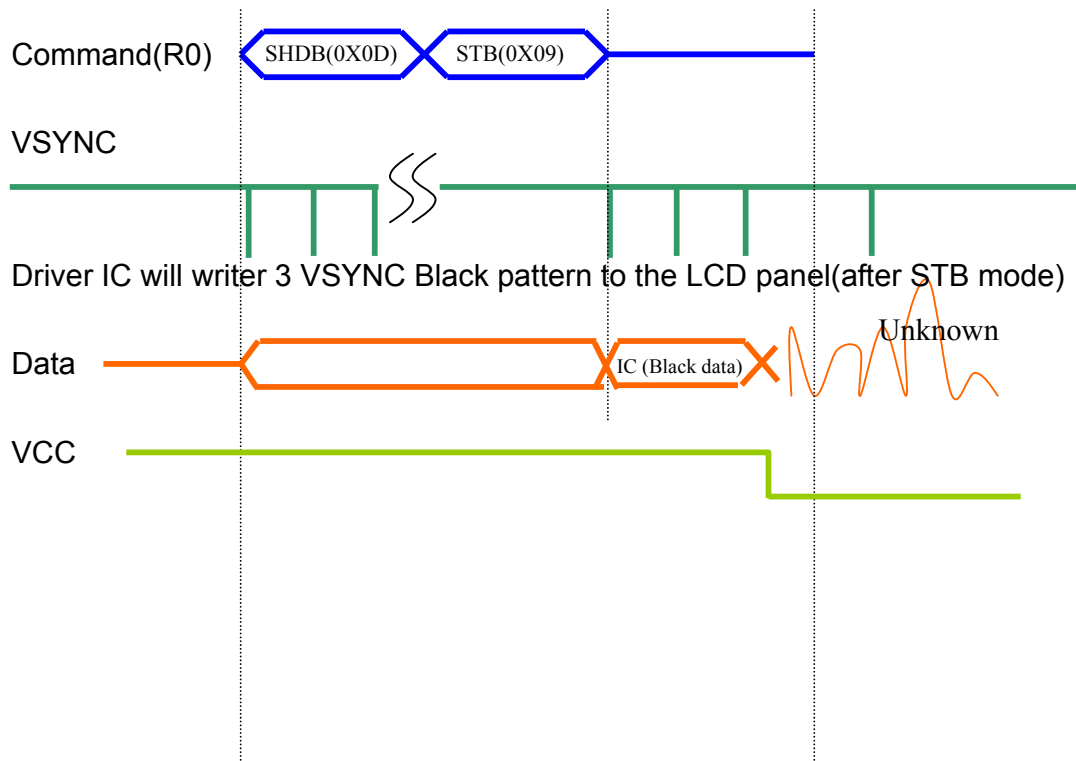 Command(R0)
SHDB(0X0D)
STB(0X09)
VSYNC
Driver IC will writer 3 VSYNC Black pattern to the LCD panel(after STB mode)
Unknown
Data
IC (Black data)
VCC